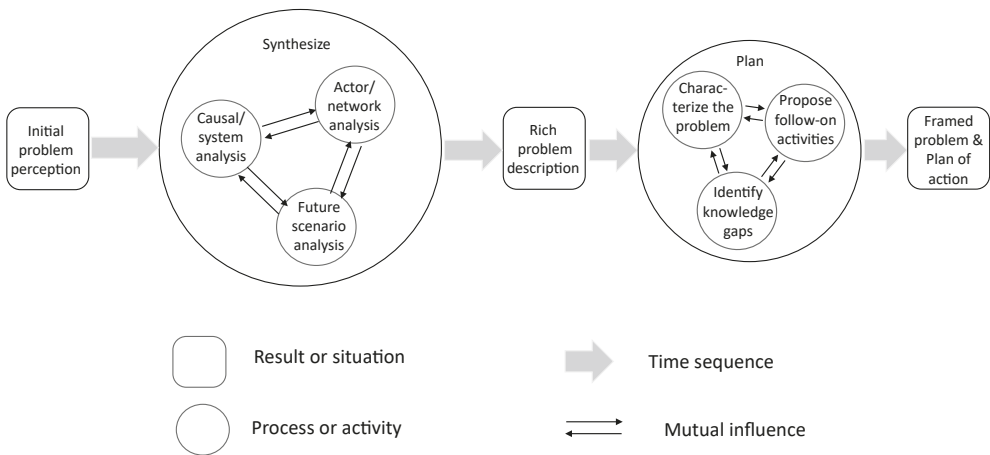 Synthesize
Actor/
network
analysis
Causal/
system
analysis
Future
scenario
analysis
Initial
problem
perception
Rich
problem
description
Plan
Charac-
terize the
problem
Propose
follow-on
activities
Identify
knowledge
gaps
Framed
problem &
Plan of
action
Result or situation
Time sequence
Process or activity
Mutual influence